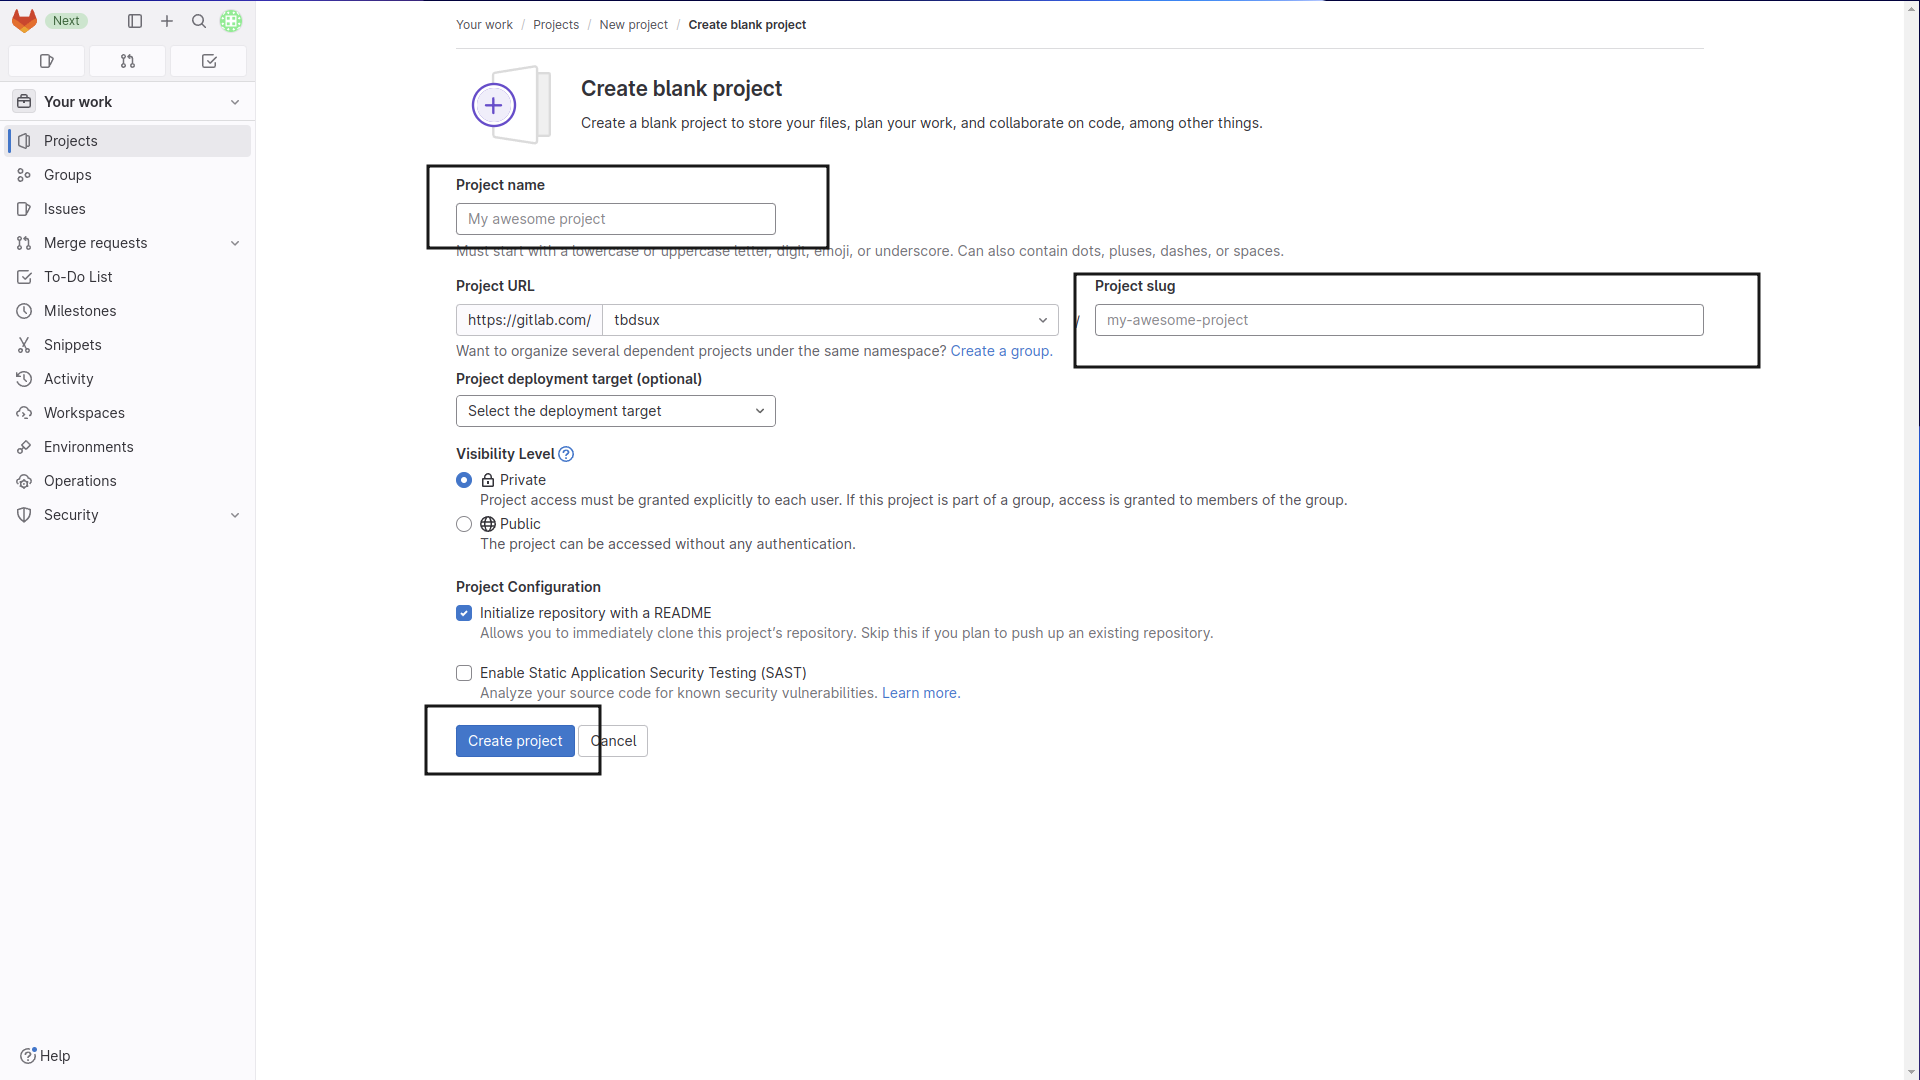 Next
Your work
Projects
Groups
Issues
Merge requests
To-Do List
Milestones
Snippets
Activity
Workspaces
Environments
Operations
Security
Help
Your work / Projects / New project / Create blank project
Create blank project
Create a blank project to store your files, plan your work, and collaborate on code, among other things.
Project name
My awesome project
Must start with a lowercase or uppercase letter, digit, emoji, or underscore. Can also contain dots, pluses, dashes, or spaces.
Project URL
https://gitlab.com/ tbdsux
/
Project slug
my-awesome-project
Want to organize several dependent projects under the same namespace? Create a group.
Project deployment target (optional)
Select the deployment target
Visibility Level
Private
Project access must be granted explicitly to each user. If this project is part of a group, access is granted to members of the group.
Public
The project can be accessed without any authentication.
Project Configuration
Initialize repository with a README
Allows you to immediately clone this project’s repository. Skip this if you plan to push up an existing repository.
Enable Static Application Security Testing (SAST)
Analyze your source code for known security vulnerabilities. Learn more.
Create project Cancel